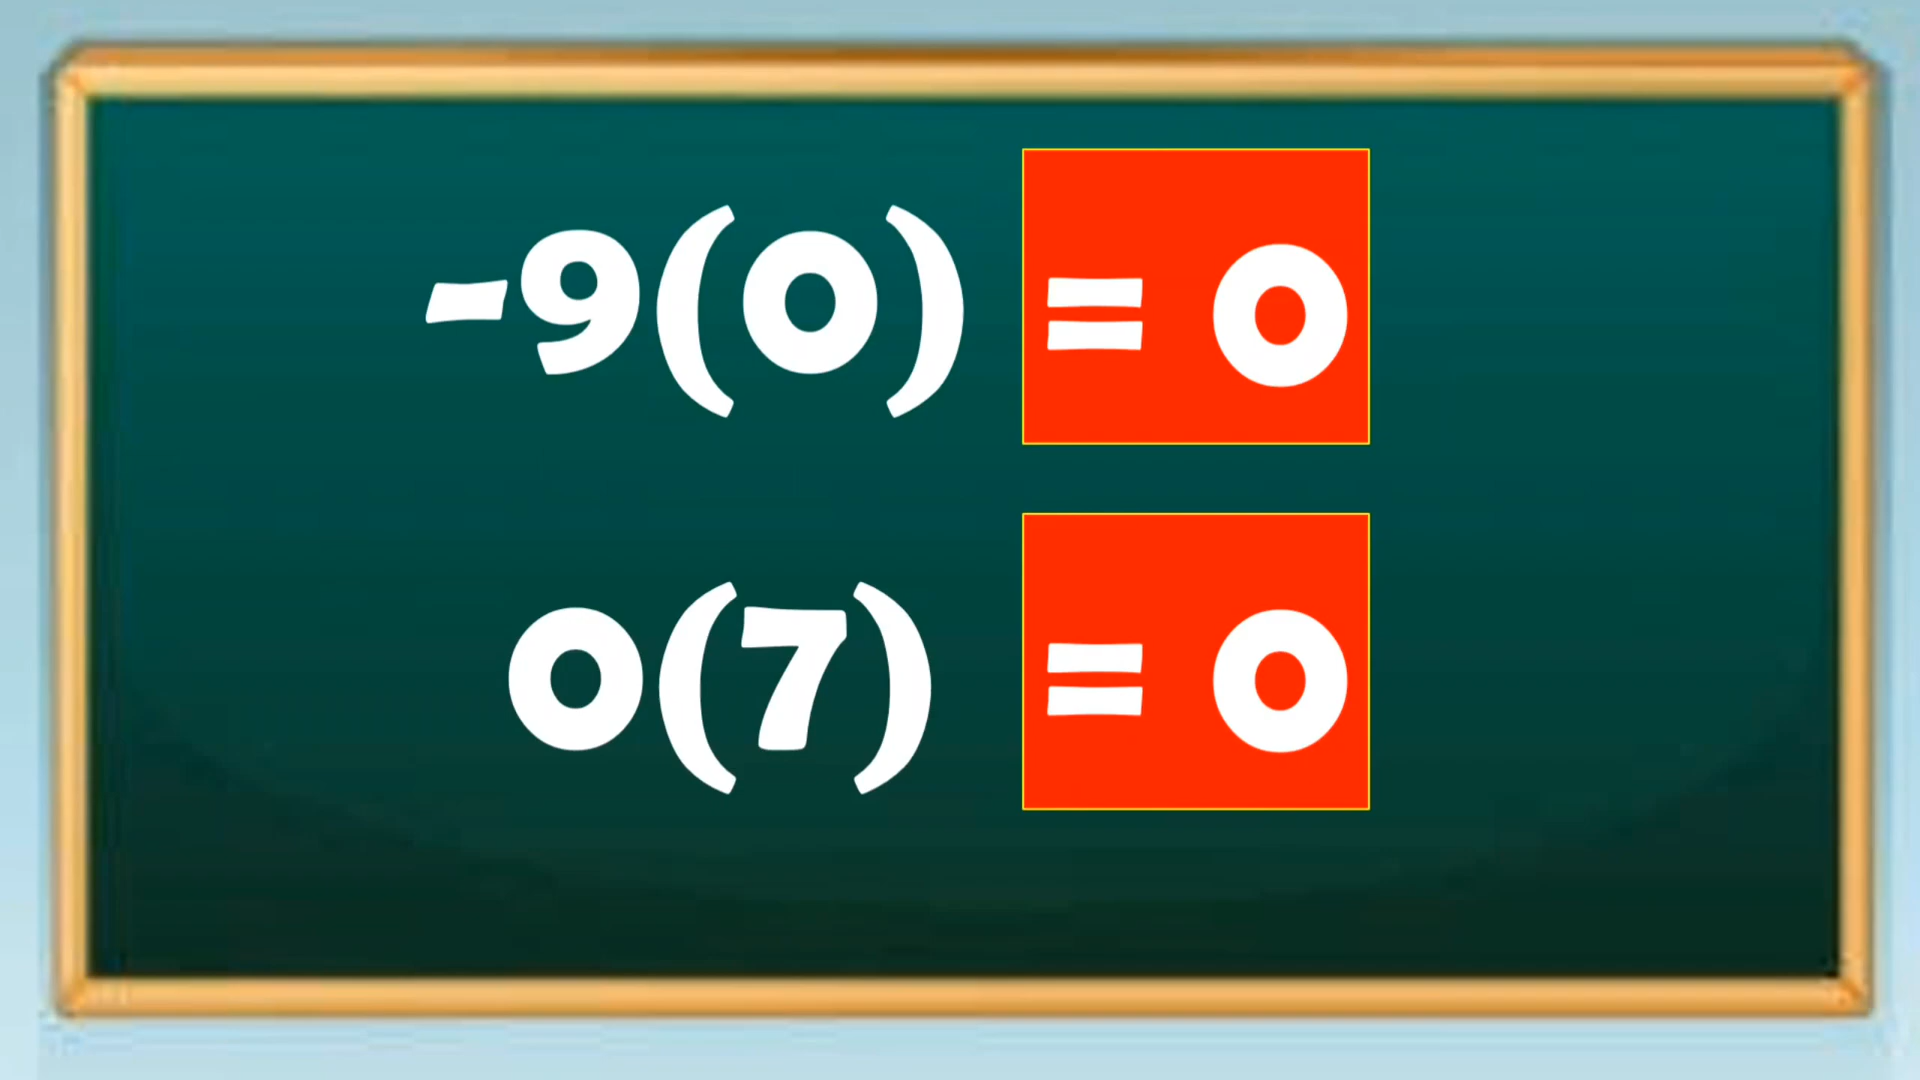 -9(0) = 0
0(7) = 0